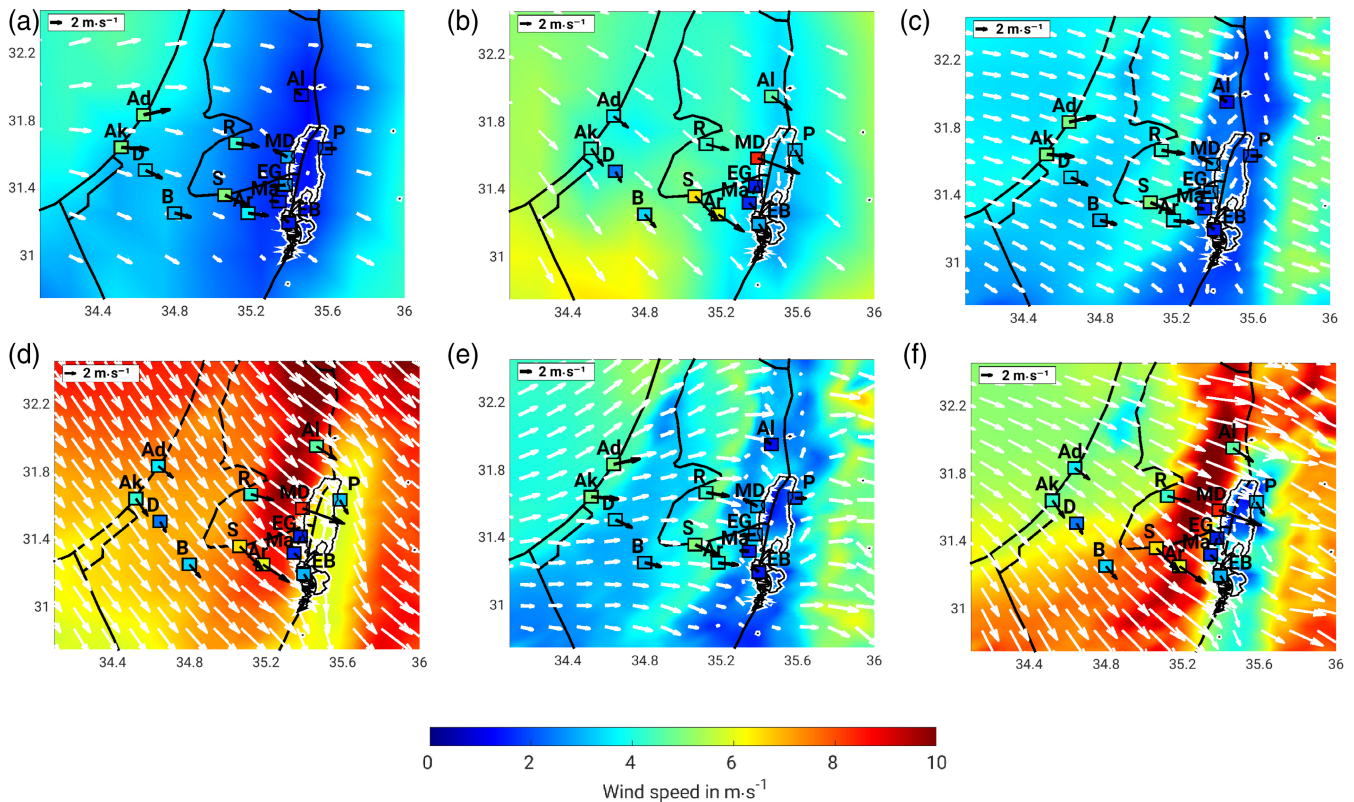 (a)
2 m·s⁻¹
32.2
31.8
31.4
31
34.4 34.8 35.2 35.6 36
Al
Ad
Ak
D
R
MD
P
EG
S
Ma
E
B
Ar
EB
(b)
2 m·s⁻¹
32.2
31.8
31.4
31
34.4 34.8 35.2 35.6 36
Al
Ad
Ak
D
R
MD
P
EG
S
Ma
B
Ar
EB
(c)
2 m·s⁻¹
32.2
31.8
31.4
31
34.4 34.8 35.2 35.6 36
Al
Ad
Ak
D
R
MD
P
EG
S
Ma
B
Ar
EB
(d)
2 m·s⁻¹
32.2
31.8
31.4
31
34.4 34.8 35.2 35.6 36
Al
Ad
Ak
D
R
MD
P
EG
S
Ma
B
Ar
EB
(e)
2 m·s⁻¹
32.2
31.8
31.4
31
34.4 34.8 35.2 35.6 36
Al
Ad
Ak
D
R
MD
P
EG
S
Ma
B
Ar
EB
(f)
2 m·s⁻¹
32.2
31.8
31.4
31
34.4 34.8 35.2 35.6 36
Al
Ad
Ak
D
R
MD
P
EG
S
Ma
B
Ar
EB
0 2 4 6 8 10
Wind speed in m·s⁻¹